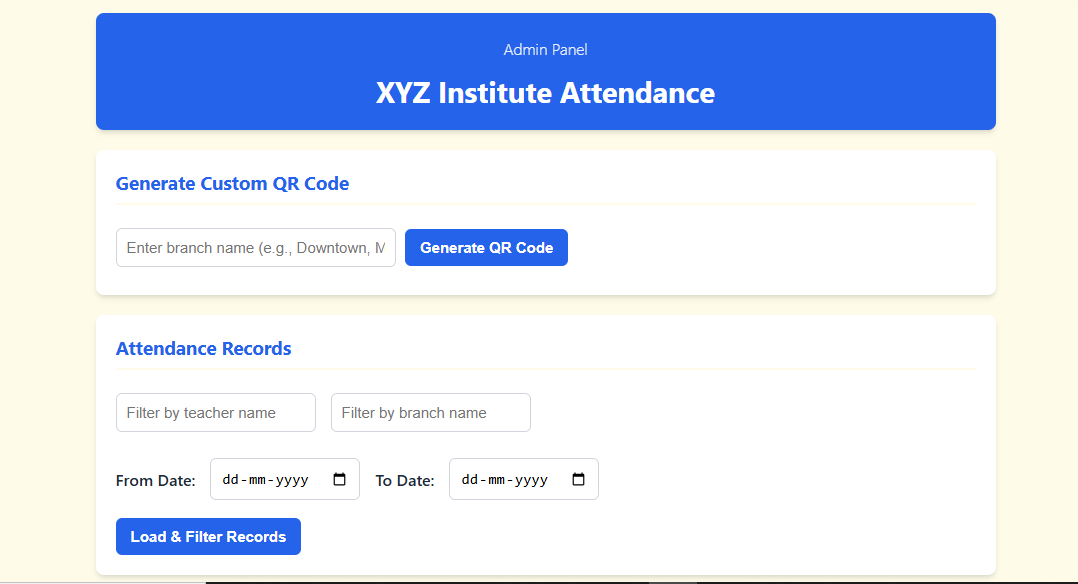 Admin Panel
XYZ Institute Attendance
Generate Custom QR Code
Enter branch name (e.g., Downtown, M
Generate QR Code
Attendance Records
Filter by teacher name
Filter by branch name
From Date: dd-mm-yyyy To Date: dd-mm-yyyy
Load & Filter Records